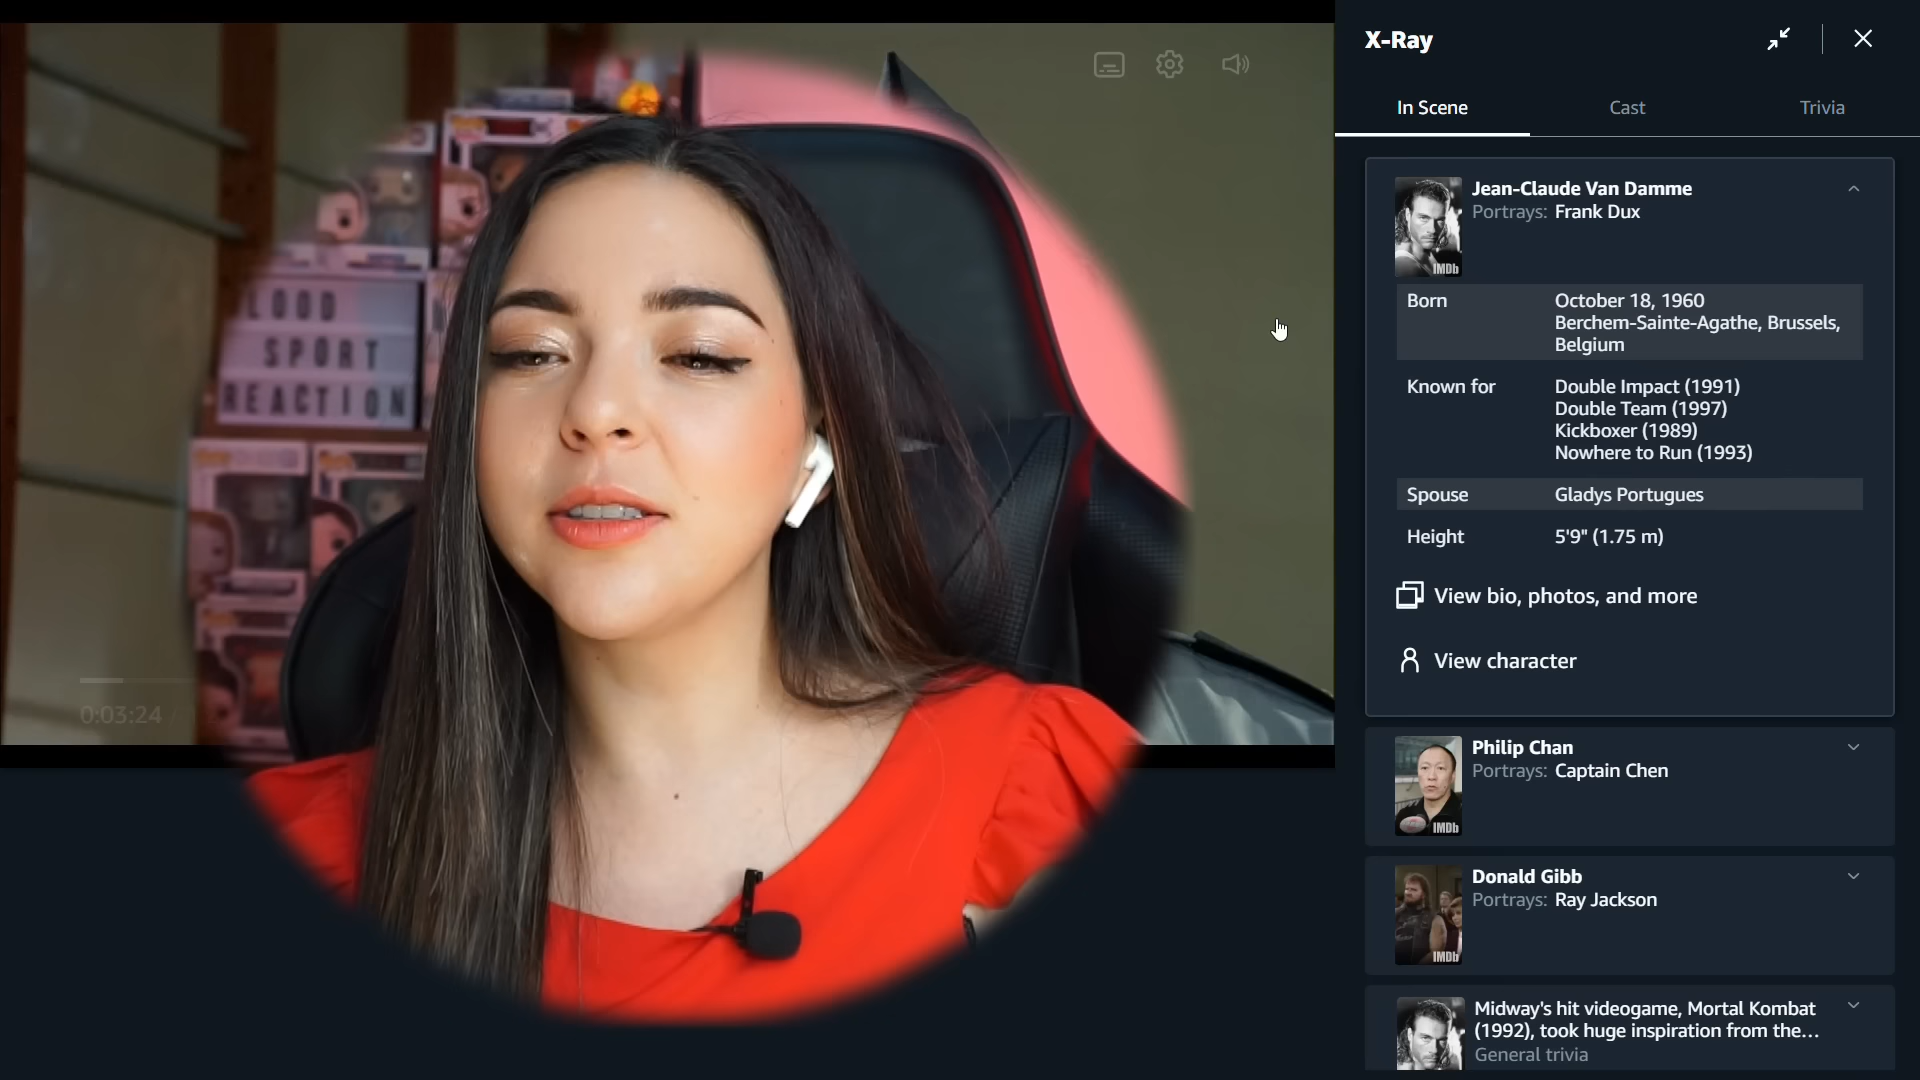 LOOD
SPORT
REACTION
0:03:24 /
X-Ray
In Scene
Cast
Trivia
Jean-Claude Van Damme
Portrays: Frank Dux
IMDb
Born
October 18, 1960
Berchem-Sainte-Agathe, Brussels,
Belgium
Known for
Double Impact (1991)
Double Team (1997)
Kickboxer (1989)
Nowhere to Run (1993)
Spouse
Gladys Portugues
Height
5'9" (1.75 m)
View bio, photos, and more
View character
Philip Chan
Portrays: Captain Chen
IMDb
Donald Gibb
Portrays: Ray Jackson
IMDb
Midway's hit videogame, Mortal Kombat
(1992), took huge inspiration from the...
General trivia